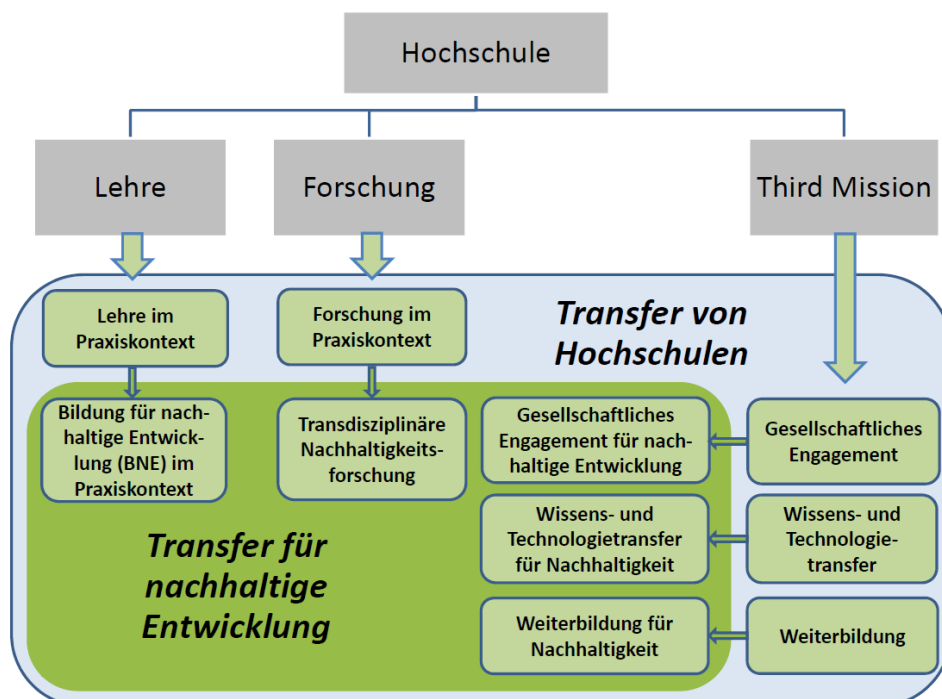 Hochschule
Lehre
Forschung
Third Mission
Lehre im
Praxiskontext
Forschung im
Praxiskontext
Transfer von
Hochschulen
Bildung für nach-
haltige Entwick-
lung (BNE) im
Praxiskontext
Transdisziplinäre
Nachhaltigkeits-
forschung
Gesellschaftliches
Engagement für nach-
haltige Entwicklung
Gesellschaftliches
Engagement
Wissens- und
Technologietransfer
für Nachhaltigkeit
Wissens- und
Technologie-
transfer
Transfer für
nachhaltige
Entwicklung
Weiterbildung für
Nachhaltigkeit
Weiterbildung